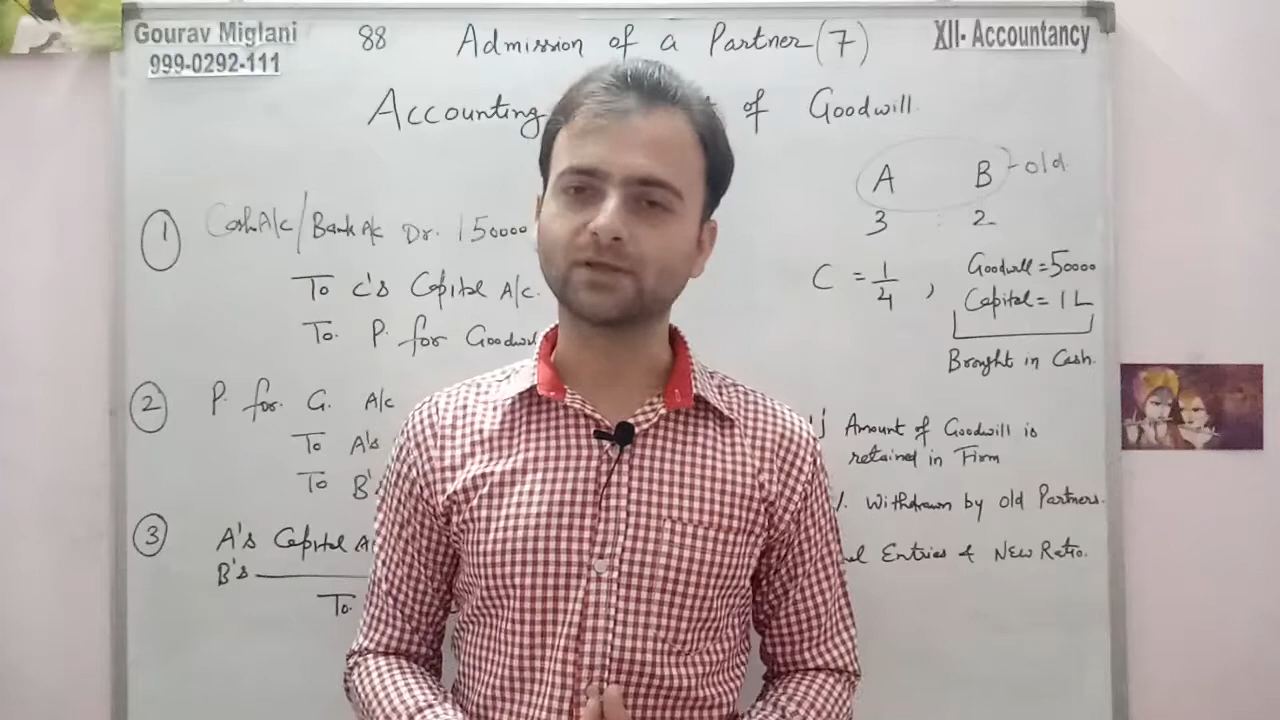 Gourav Miglani
999-0292-111
88 Admission of a Partner (7)
XII- Accountancy
Accounting of Goodwill.
1 Cash A/c / Bank A/c Dr. 150000
To C's Capital A/c.
To P. for Goodwil
2 P. for. G. A/c
To A's
To B's
3 A's Capital A
B's
To
A B - old
3 : 2
C = 1/4 , Goodwill = 50000
Capital = 1 L
Brought in Cash.
Amount of Goodwill is
retained in Firm
Withdrawn by old Partners.
Entries & New Ratio.